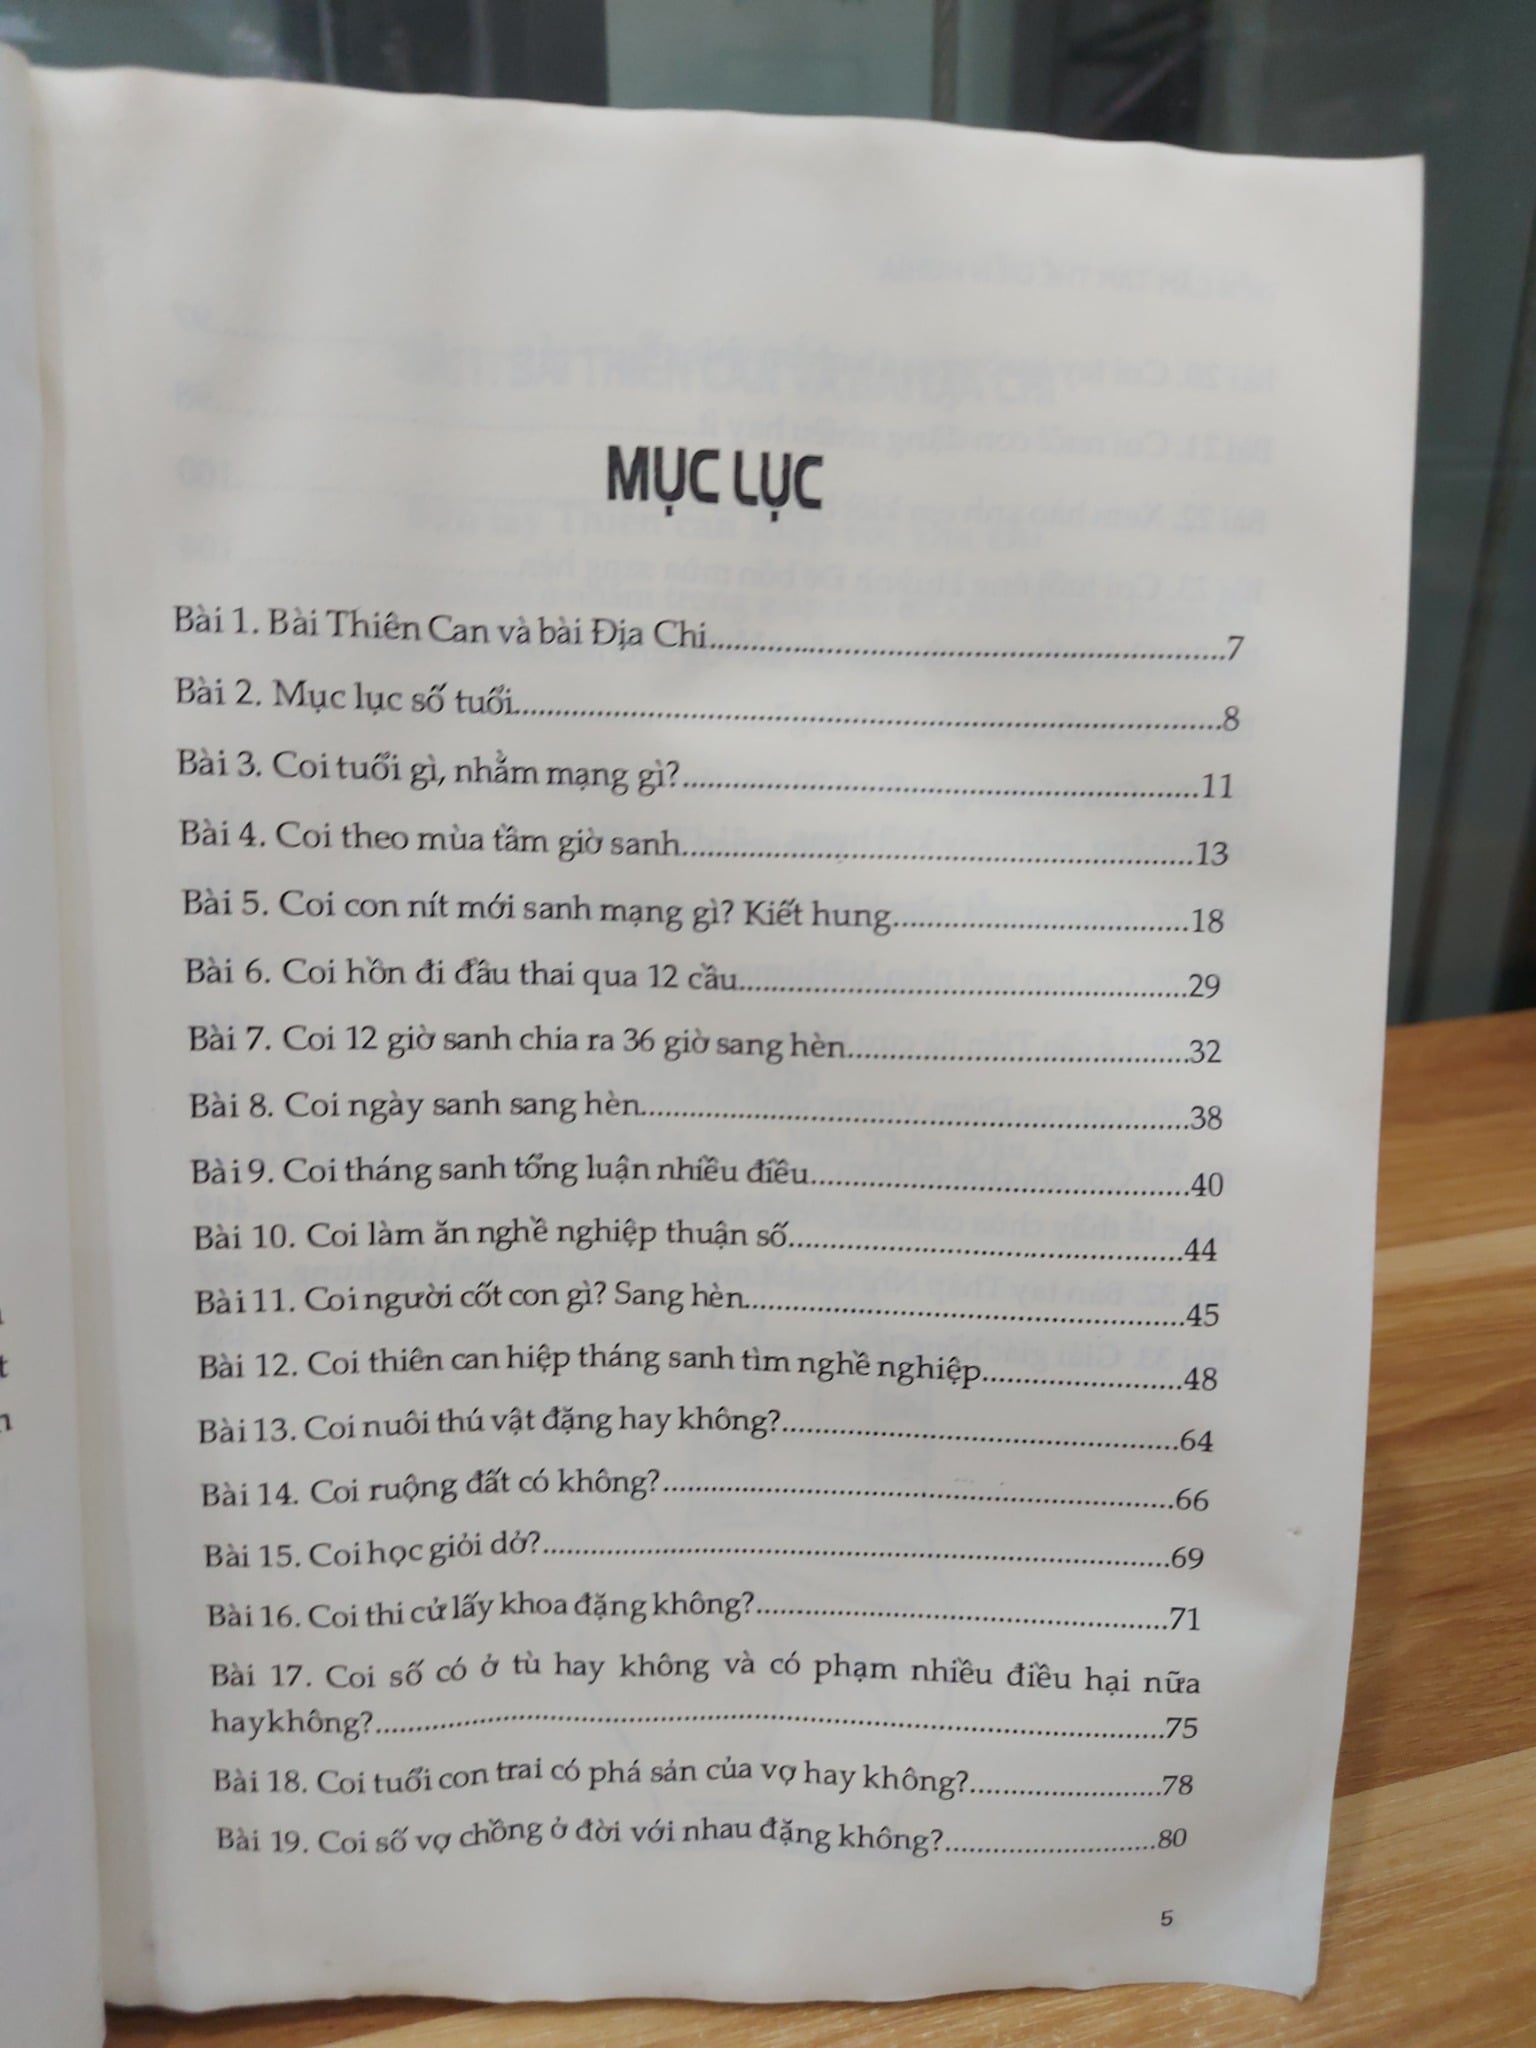 MỤC LỤC
Bài 1. Bài Thiên Can và bài Địa Chi..........7
Bài 2. Mục lục số tuổi..........8
Bài 3. Coi tuổi gì, nhằm mạng gì?..........11
Bài 4. Coi theo mùa tầm giờ sanh..........13
Bài 5. Coi con nít mới sanh mạng gì? Kiết hung..........18
Bài 6. Coi hồn đi đầu thai qua 12 cầu..........29
Bài 7. Coi 12 giờ sanh chia ra 36 giờ sang hèn..........32
Bài 8. Coi ngày sanh sang hèn..........38
Bài 9. Coi tháng sanh tổng luận nhiều điều..........40
Bài 10. Coi làm ăn nghề nghiệp thuận số..........44
Bài 11. Coi người cốt con gì? Sang hèn..........45
Bài 12. Coi thiên can hiệp tháng sanh tìm nghề nghiệp..........48
Bài 13. Coi nuôi thú vật đặng hay không?..........64
Bài 14. Coi ruộng đất có không?..........66
Bài 15. Coi học giỏi dở?..........69
Bài 16. Coi thi cử lấy khoa đặng không?..........71
Bài 17. Coi số có ở tù hay không và có phạm nhiều điều hại nữa
hay không?..........75
Bài 18. Coi tuổi con trai có phá sản của vợ hay không?..........78
Bài 19. Coi số vợ chồng ở đời với nhau đặng không?..........80
5